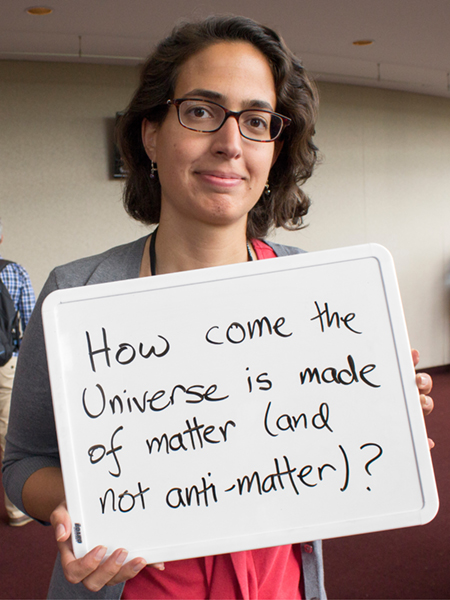 How come the
Universe is made
of matter (and
not anti-matter)?